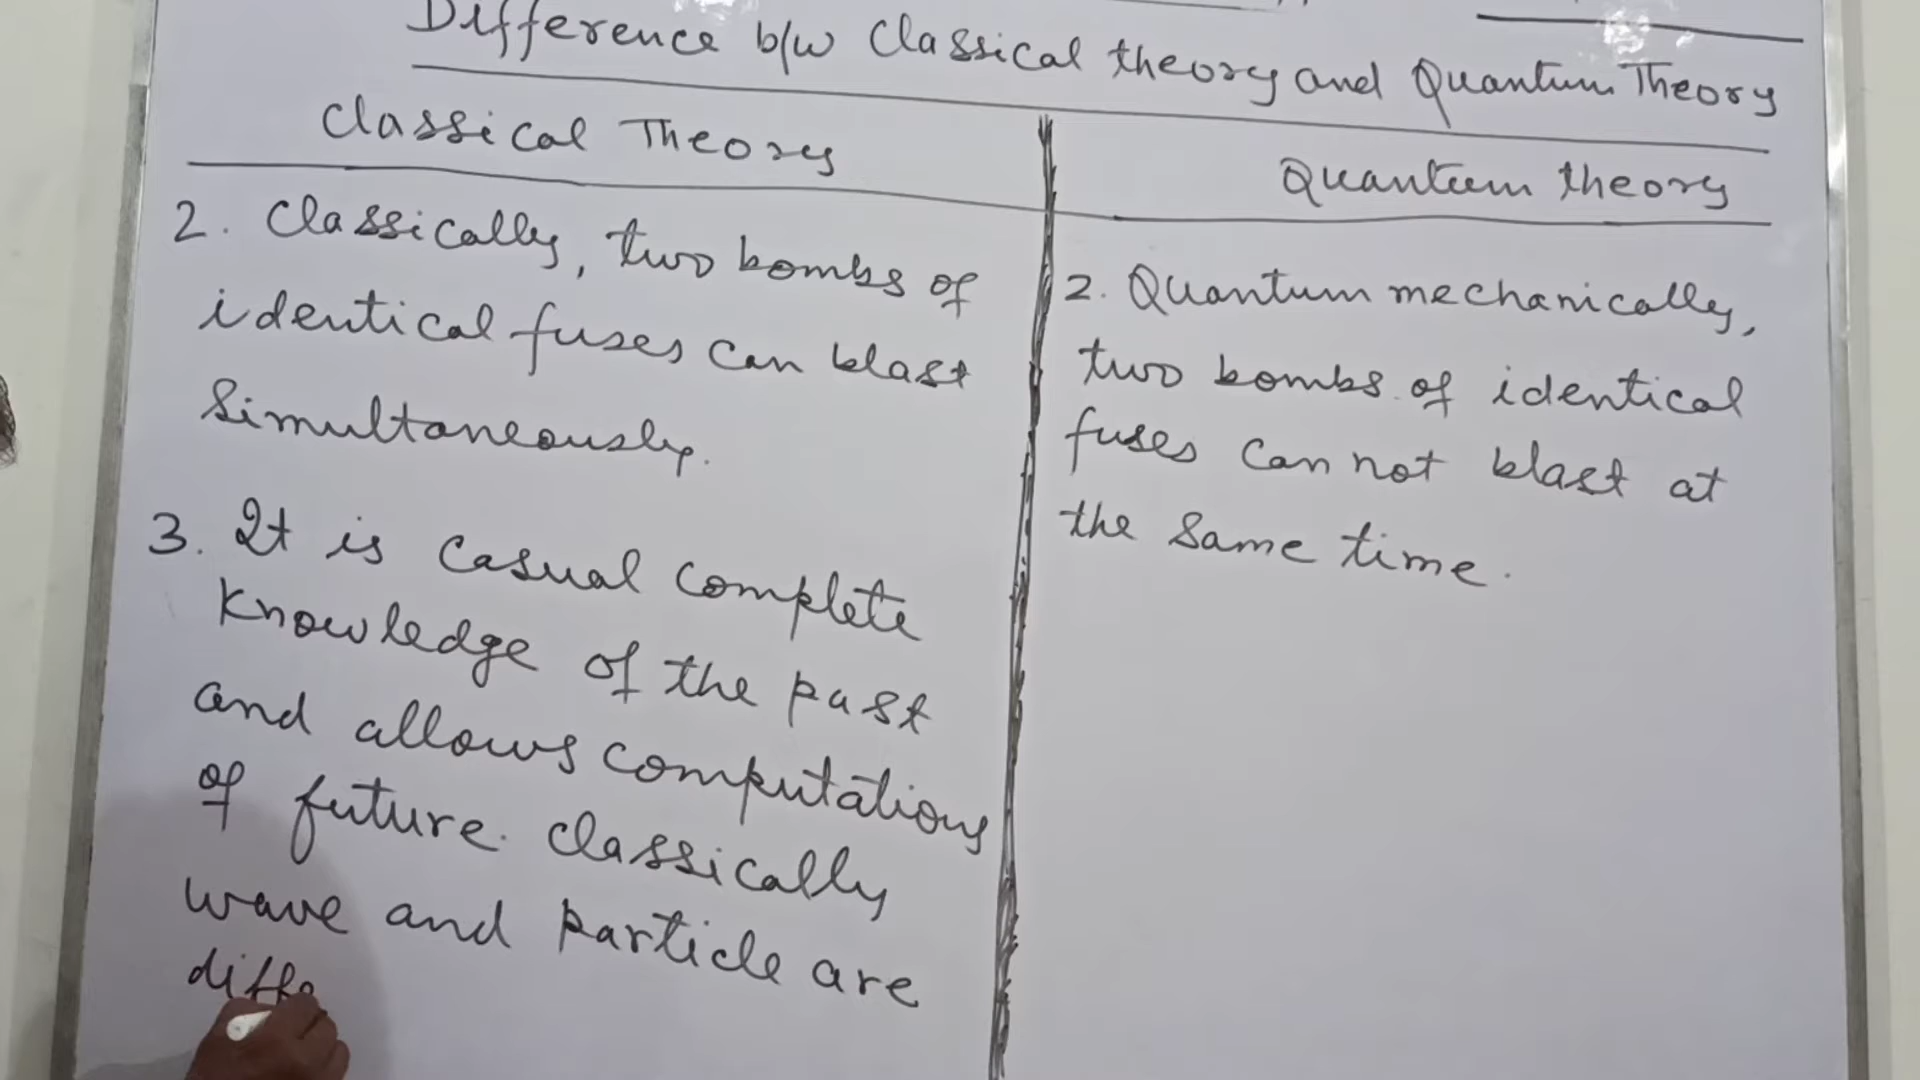 Difference b/w Classical theory and Quantum Theory
Classical Theory
2. Classically, two bombs of
identical fuses can blast
Simultaneously.
3. It is casual complete
knowledge of the past
and allows computations
of future. Classically
wave and particle are
diffe
Quantum theory
2. Quantum mechanically,
two bombs of identical
fuses can not blast at
the same time.